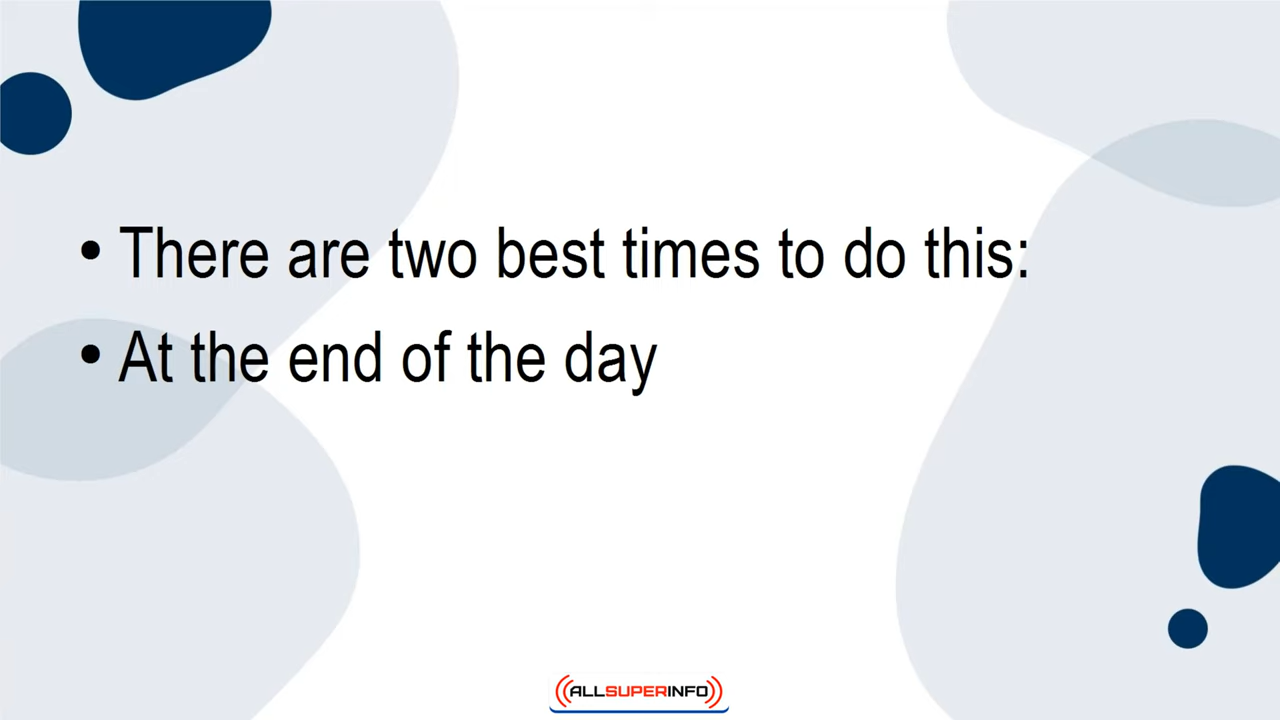 • There are two best times to do this:
• At the end of the day
ALLSUPERINFO